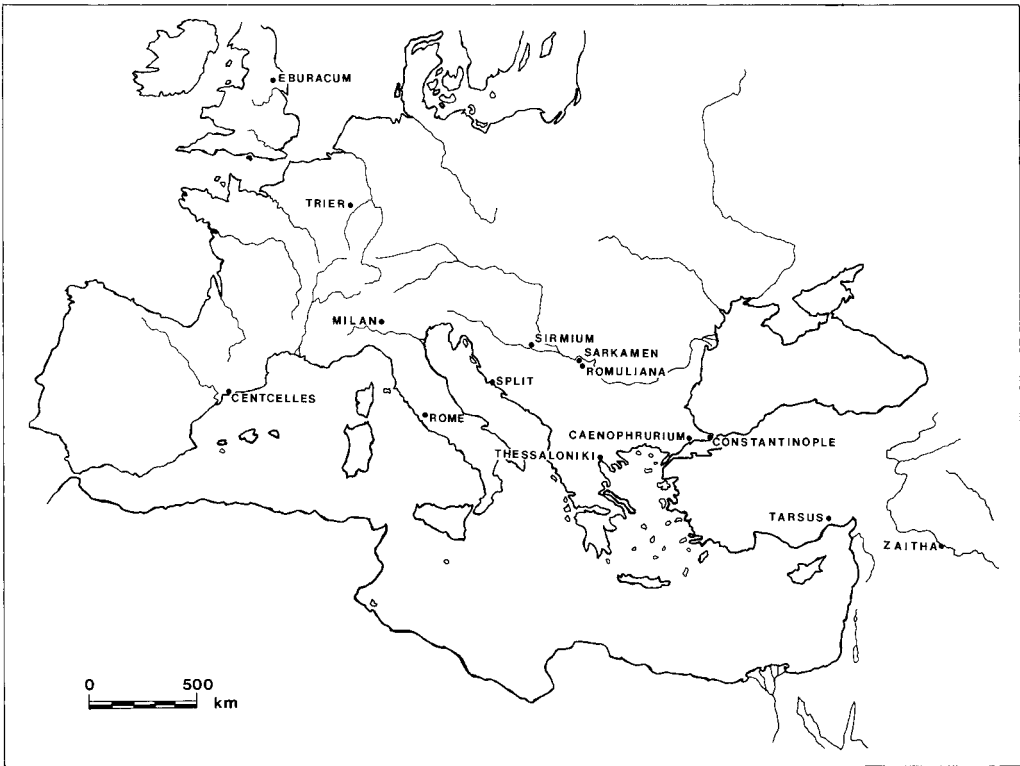 EBURACUM
TRIER
MILAN
SIRMIUM
SARKAMEN
ROMULIANA
SPLIT
CENTCELLES
ROME
CAENOPHRURIUM
CONSTANTINOPLE
THESSALONIKI
TARSUS
ZAITHA
0 500
km